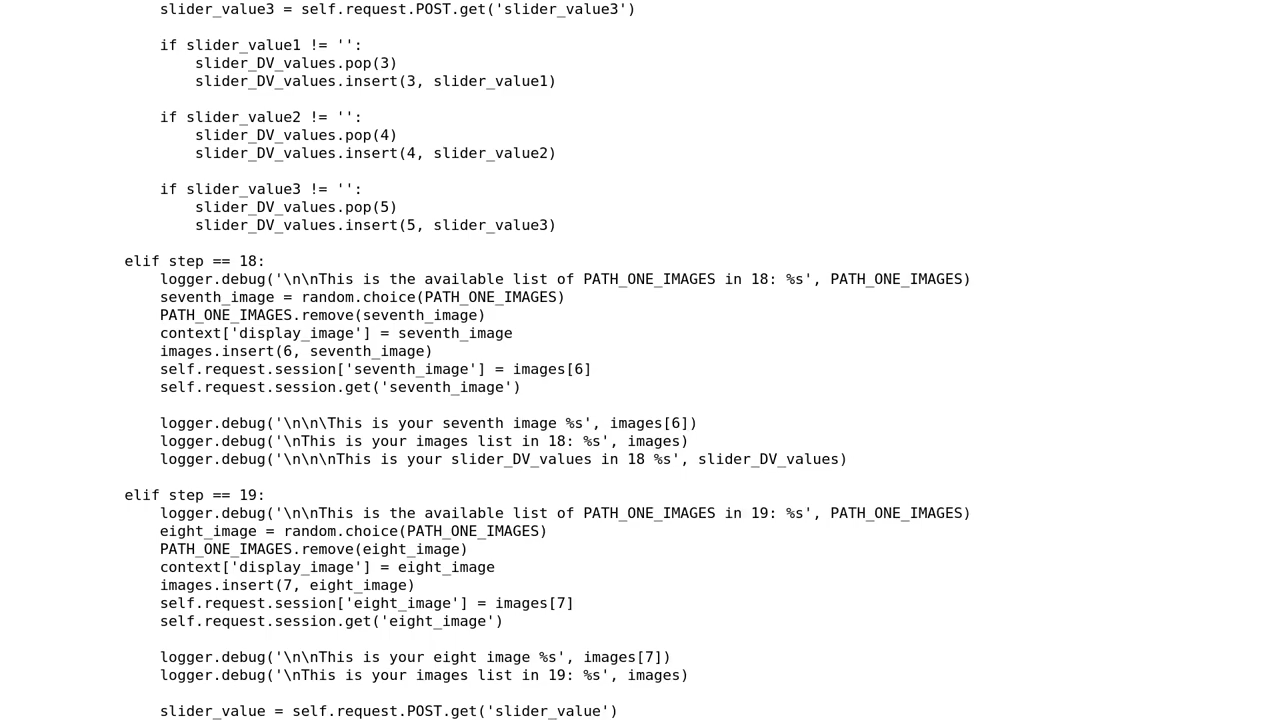 slider_value3 = self.request.POST.get('slider_value3')
if slider_value1 != '':
slider_DV_values.pop(3)
slider_DV_values.insert(3, slider_value1)
if slider_value2 != '':
slider_DV_values.pop(4)
slider_DV_values.insert(4, slider_value2)
if slider_value3 != '':
slider_DV_values.pop(5)
slider_DV_values.insert(5, slider_value3)
elif step == 18:
logger.debug('\n\nThis is the available list of PATH_ONE_IMAGES in 18: %s', PATH_ONE_IMAGES)
seventh_image = random.choice(PATH_ONE_IMAGES)
PATH_ONE_IMAGES.remove(seventh_image)
context['display_image'] = seventh_image
images.insert(6, seventh_image)
self.request.session['seventh_image'] = images[6]
self.request.session.get('seventh_image')
logger.debug('\n\n\This is your seventh image %s', images[6])
logger.debug('\nThis is your images list in 18: %s', images)
logger.debug('\n\n\nThis is your slider_DV_values in 18 %s', slider_DV_values)
elif step == 19:
logger.debug('\n\nThis is the available list of PATH_ONE_IMAGES in 19: %s', PATH_ONE_IMAGES)
eight_image = random.choice(PATH_ONE_IMAGES)
PATH_ONE_IMAGES.remove(eight_image)
context['display_image'] = eight_image
images.insert(7, eight_image)
self.request.session['eight_image'] = images[7]
self.request.session.get('eight_image')
logger.debug('\n\nThis is your eight image %s', images[7])
logger.debug('\nThis is your images list in 19: %s', images)
slider_value = self.request.POST.get('slider_value')